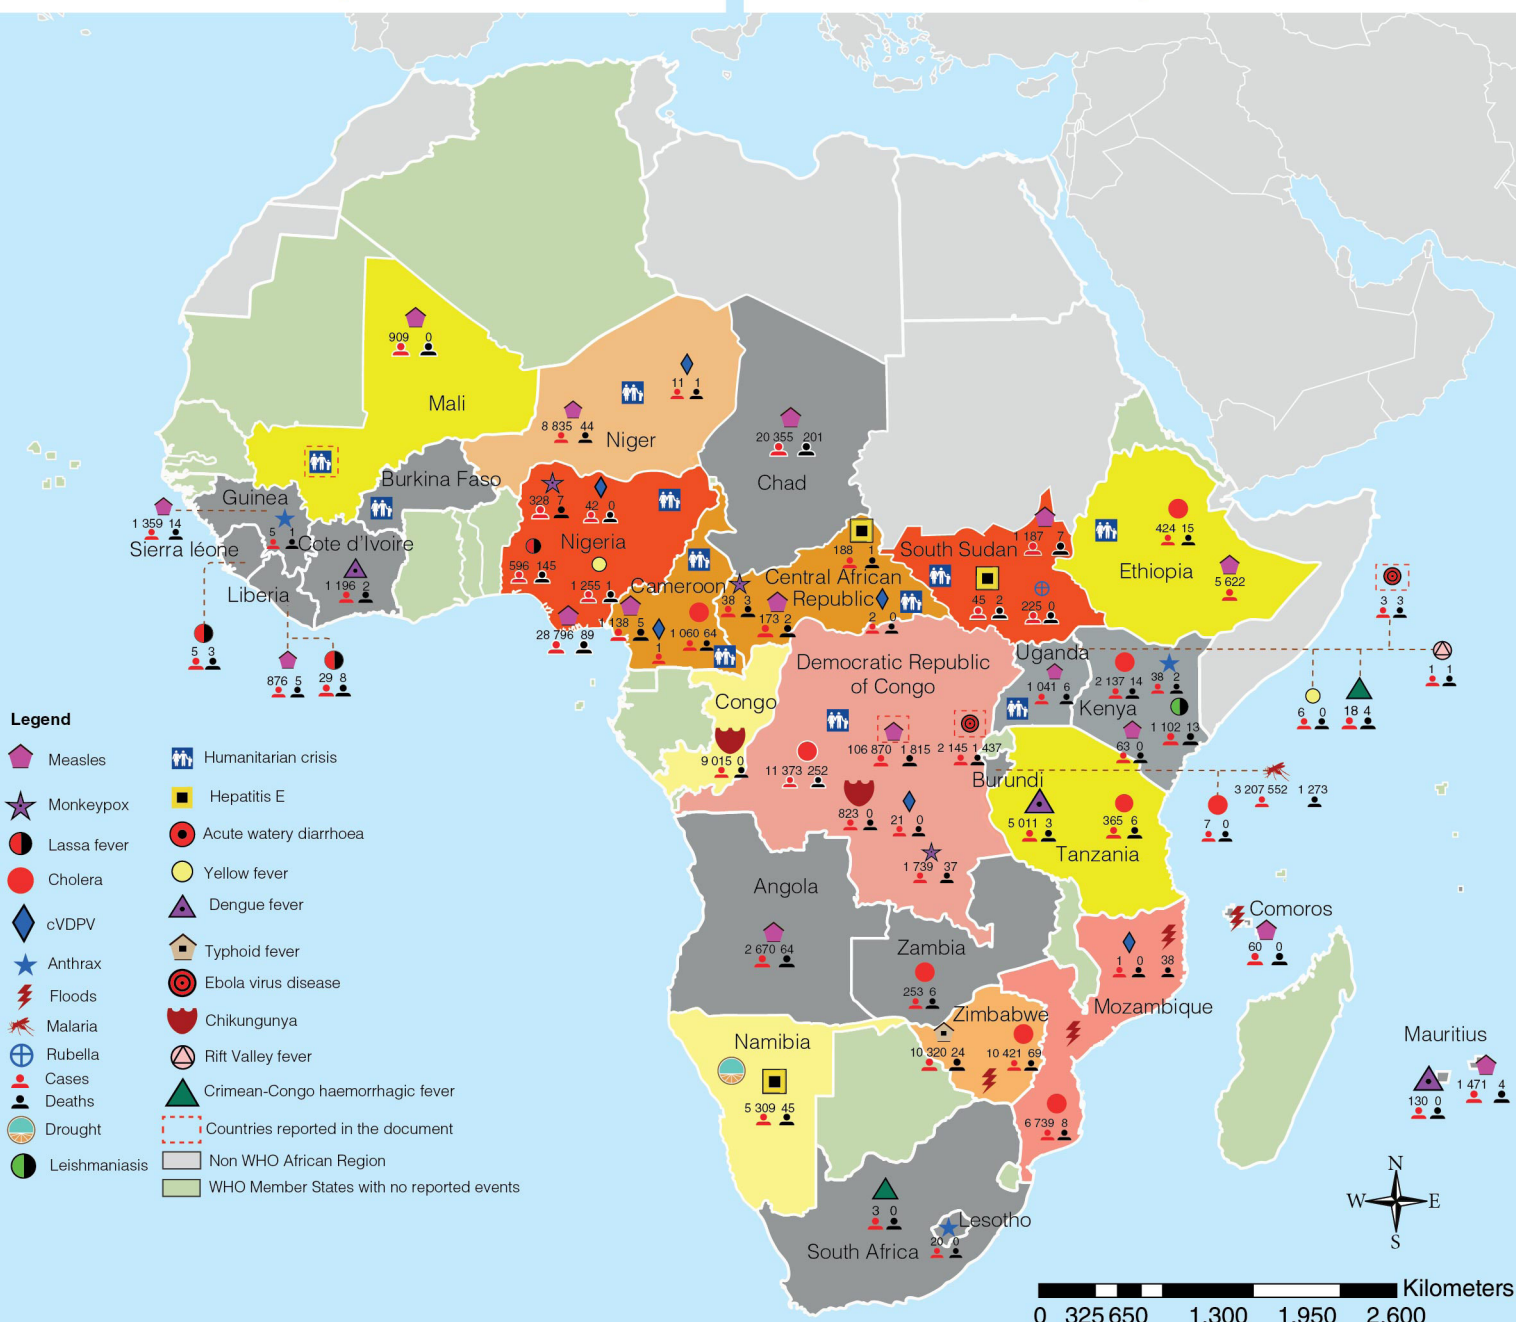 909 0
Mali
11 1
8 835 44
Niger
20 355 201
Chad
Burkina Faso
Guinea
1 359 14
5 1
Sierra léone
Cote d'Ivoire
1 196 2
Liberia
5 3
876 5
29 8
328 7
42 0
Nigeria
596 145
1 255 1
28 796 89
Cameroon
1 138 5
1
1 060 64
188 1
Central African
Republic
38 3
173 2
2 0
South Sudan
1 187 7
45 2
225 0
424 15
Ethiopia
5 622
3 3
1 1
6 0
18 4
Uganda
1 041 6
2 137 14
38 2
Kenya
1 102 13
63 0
Democratic Republic
of Congo
Congo
9 015 0
106 870 1 815
2 145 1 437
11 373 252
823 0
21 0
1 739 37
Burundi
3 207 552 1 273
7 0
5 011 3
365 6
Tanzania
Angola
2 670 64
Zambia
253 6
Comoros
60 0
1 0
38
Mozambique
Zimbabwe
10 320 24
10 421 69
6 739 8
Namibia
5 309 45
Mauritius
130 0
1 471 4
3 0
South Africa
Lesotho
20 0
Legend
Measles
Monkeypox
Lassa fever
Cholera
cVDPV
Anthrax
Floods
Malaria
Rubella
Cases
Deaths
Drought
Leishmaniasis
Humanitarian crisis
Hepatitis E
Acute watery diarrhoea
Yellow fever
Dengue fever
Typhoid fever
Ebola virus disease
Chikungunya
Rift Valley fever
Crimean-Congo haemorrhagic fever
Countries reported in the document
Non WHO African Region
WHO Member States with no reported events
N
W E
S
Kilometers
0 325 650 1.300 1.950 2.600